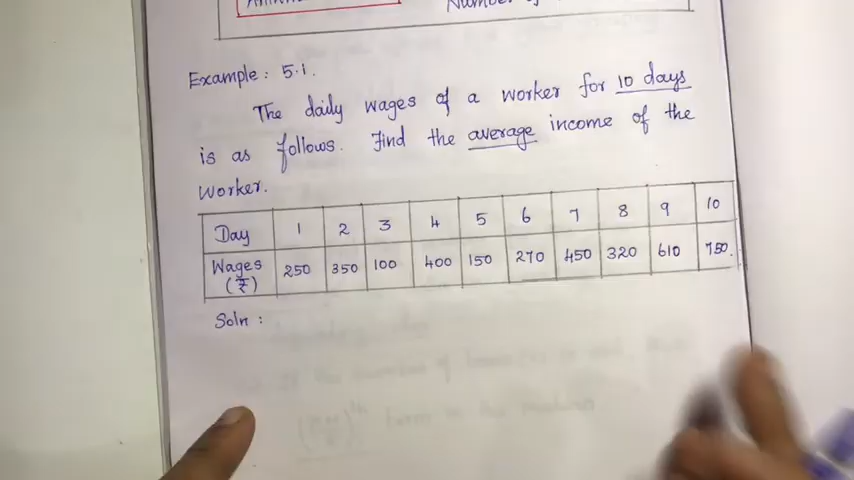 Number of
Example: 5.1.
The daily wages of a worker for 10 days
is as follows. Find the average income of the
worker.
Day 1 2 3 4 5 6 7 8 9 10
Wages (₹) 250 350 100 400 150 270 450 320 610 750.
Soln :